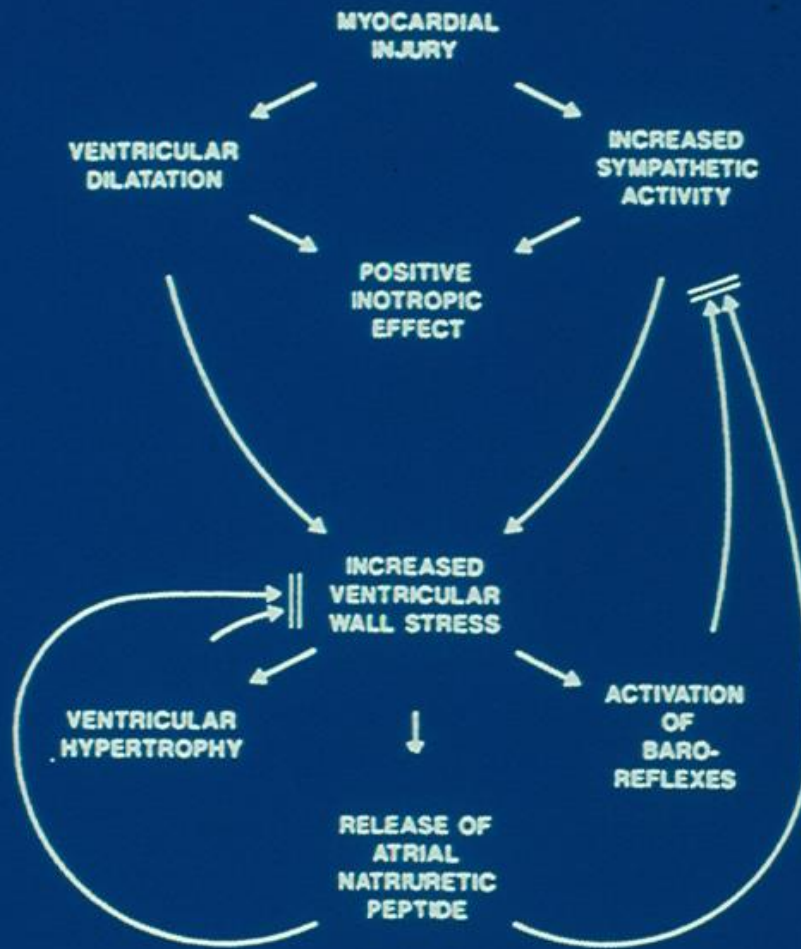 MYOCARDIAL
INJURY
VENTRICULAR
DILATATION
INCREASED
SYMPATHETIC
ACTIVITY
POSITIVE
INOTROPIC
EFFECT
INCREASED
VENTRICULAR
WALL STRESS
VENTRICULAR
HYPERTROPHY
ACTIVATION
OF
BARO-
REFLEXES
RELEASE OF
ATRIAL
NATRIURETIC
PEPTIDE